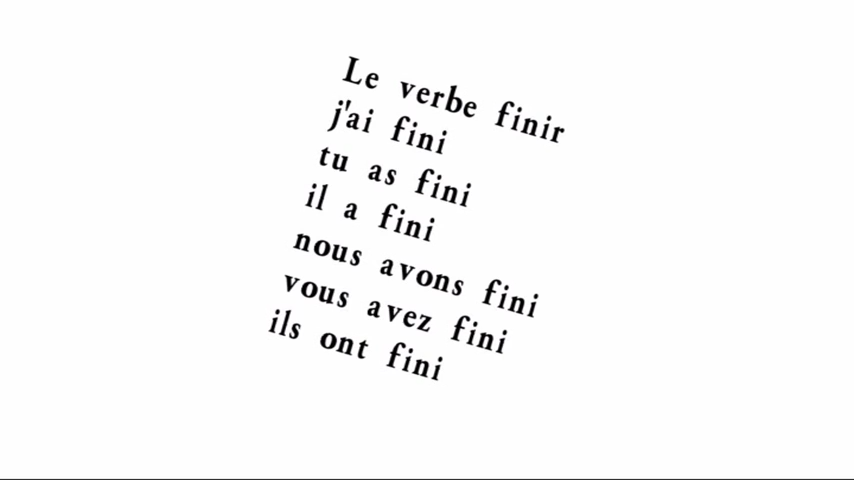 Le verbe finir
j'ai fini
tu as fini
il a fini
nous avons fini
vous avez fini
ils ont fini